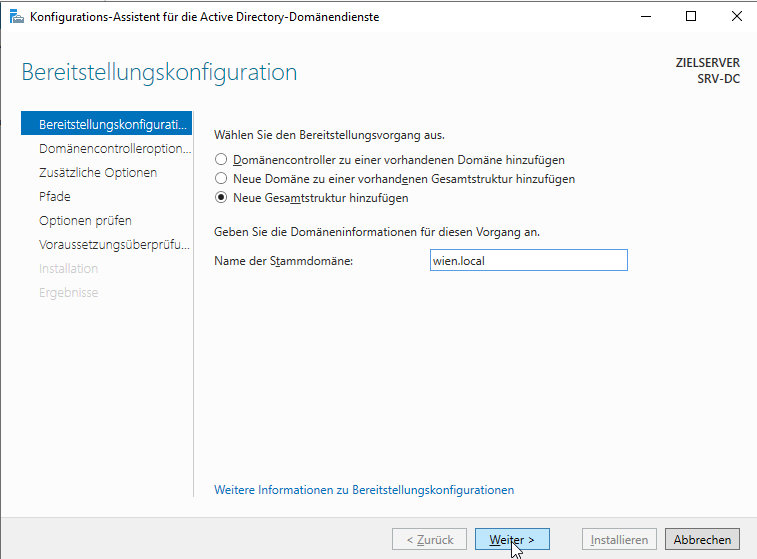 Konfigurations-Assistent für die Active Directory-Domänendienste
Bereitstellungskonfiguration
ZIELSERVER
SRV-DC
Bereitstellungskonfigurati...
Domänencontrolleroption...
Zusätzliche Optionen
Pfade
Optionen prüfen
Voraussetzungsüberprüfu...
Installation
Ergebnisse
Wählen Sie den Bereitstellungsvorgang aus.
Domänencontroller zu einer vorhandenen Domäne hinzufügen
Neue Domäne zu einer vorhandenen Gesamtstruktur hinzufügen
Neue Gesamtstruktur hinzufügen
Geben Sie die Domäneninformationen für diesen Vorgang an.
Name der Stammdomäne: wien.local
Weitere Informationen zu Bereitstellungskonfigurationen
< Zurück Weiter > Installieren Abbrechen